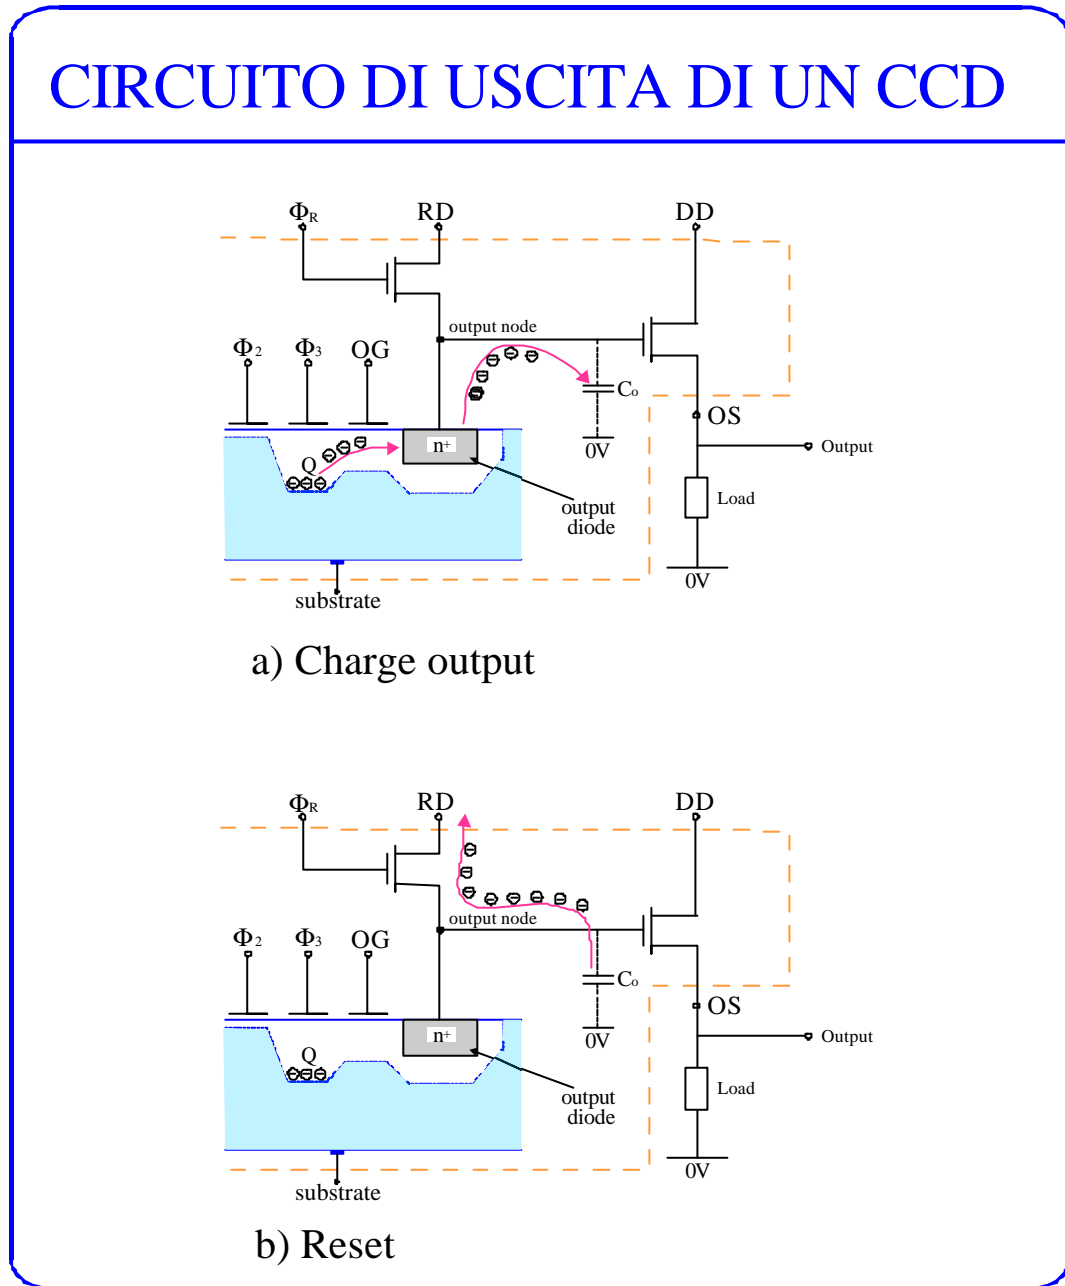 CIRCUITO DI USCITA DI UN CCD
ΦR RD DD
output node
Φ2 Φ3 OG
Co
OS
n+
Q
0V
Output
output
diode
Load
0V
substrate
a) Charge output
ΦR RD DD
output node
Φ2 Φ3 OG
Co
OS
n+
Q
0V
Output
output
diode
Load
0V
substrate
b) Reset